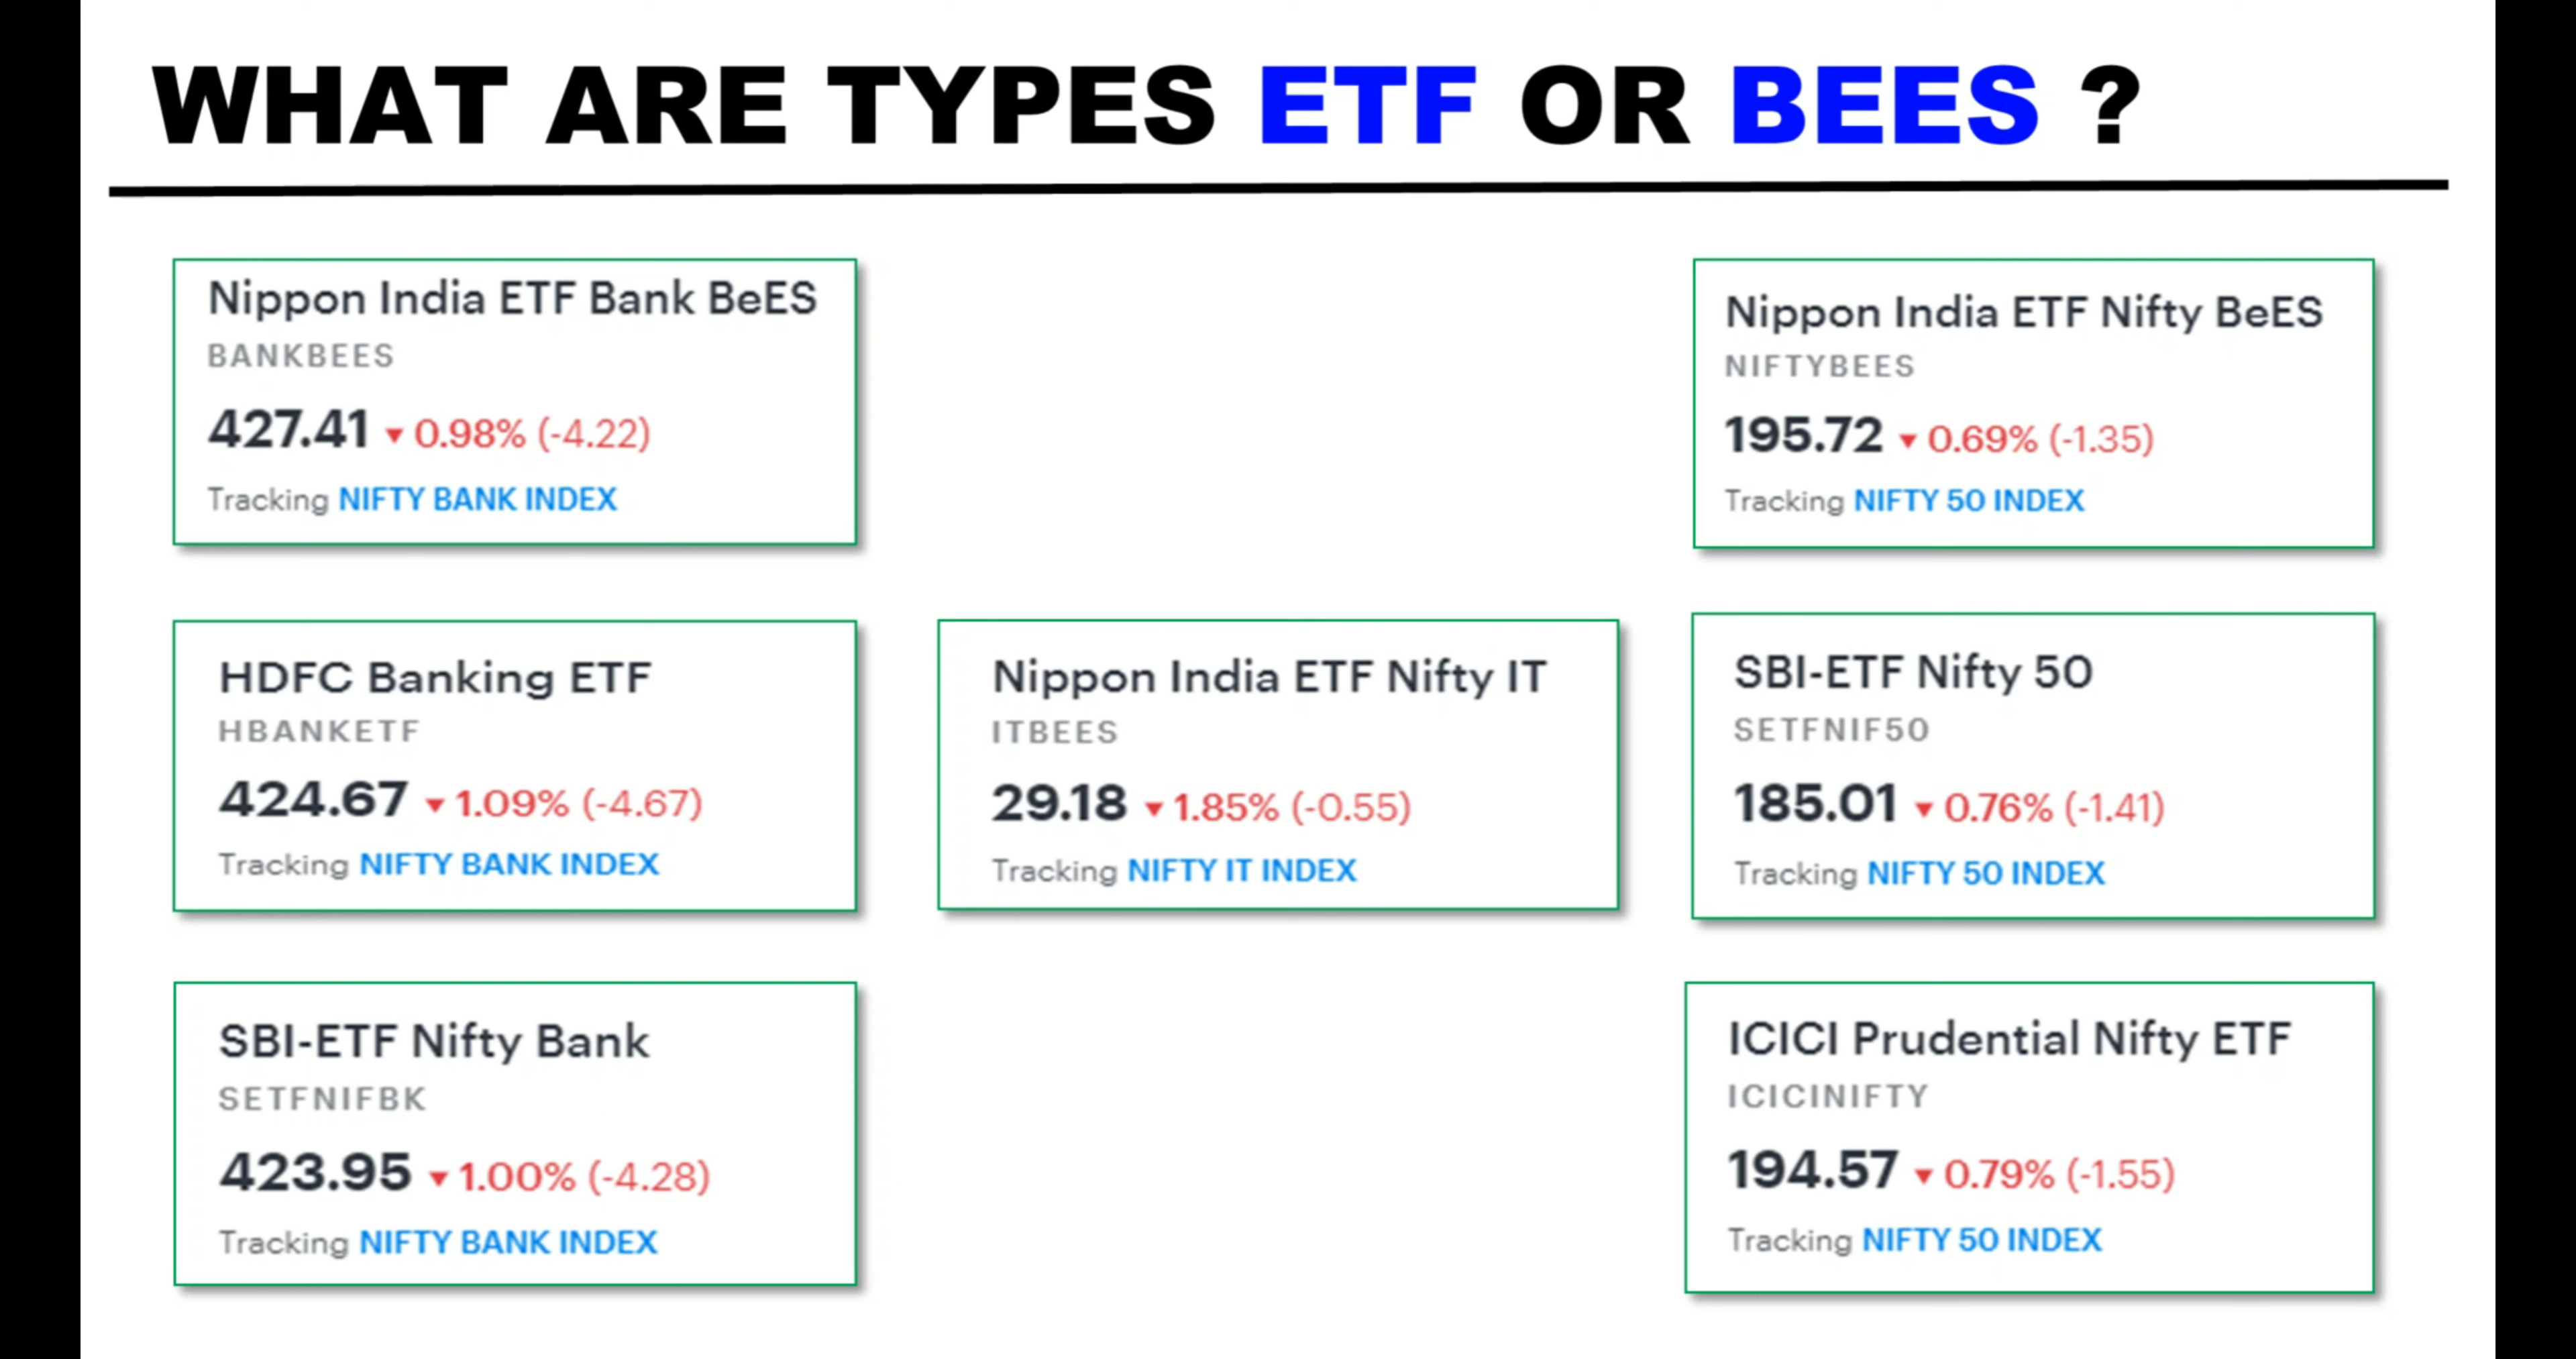 WHAT ARE TYPES ETF OR BEES ?
Nippon India ETF Bank BeES
BANKBEES
427.41 ▼ 0.98% (-4.22)
Tracking NIFTY BANK INDEX
Nippon India ETF Nifty BeES
NIFTYBEES
195.72 ▼ 0.69% (-1.35)
Tracking NIFTY 50 INDEX
HDFC Banking ETF
HBANKETF
424.67 ▼ 1.09% (-4.67)
Tracking NIFTY BANK INDEX
Nippon India ETF Nifty IT
ITBEES
29.18 ▼ 1.85% (-0.55)
Tracking NIFTY IT INDEX
SBI-ETF Nifty 50
SETFNIF50
185.01 ▼ 0.76% (-1.41)
Tracking NIFTY 50 INDEX
SBI-ETF Nifty Bank
SETFNIFBK
423.95 ▼ 1.00% (-4.28)
Tracking NIFTY BANK INDEX
ICICI Prudential Nifty ETF
ICICINIFTY
194.57 ▼ 0.79% (-1.55)
Tracking NIFTY 50 INDEX